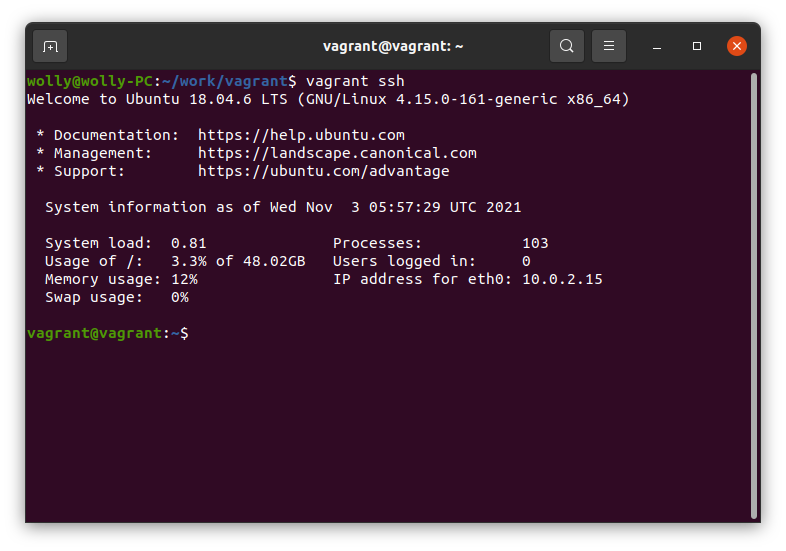 vagrant@vagrant: ~
wolly@wolly-PC:~/work/vagrant$ vagrant ssh
Welcome to Ubuntu 18.04.6 LTS (GNU/Linux 4.15.0-161-generic x86_64)
* Documentation:  https://help.ubuntu.com
* Management:     https://landscape.canonical.com
* Support:        https://ubuntu.com/advantage
System information as of Wed Nov  3 05:57:29 UTC 2021
System load:  0.81              Processes:           103
Usage of /:   3.3% of 48.02GB   Users logged in:     0
Memory usage: 12%               IP address for eth0: 10.0.2.15
Swap usage:   0%
vagrant@vagrant:~$